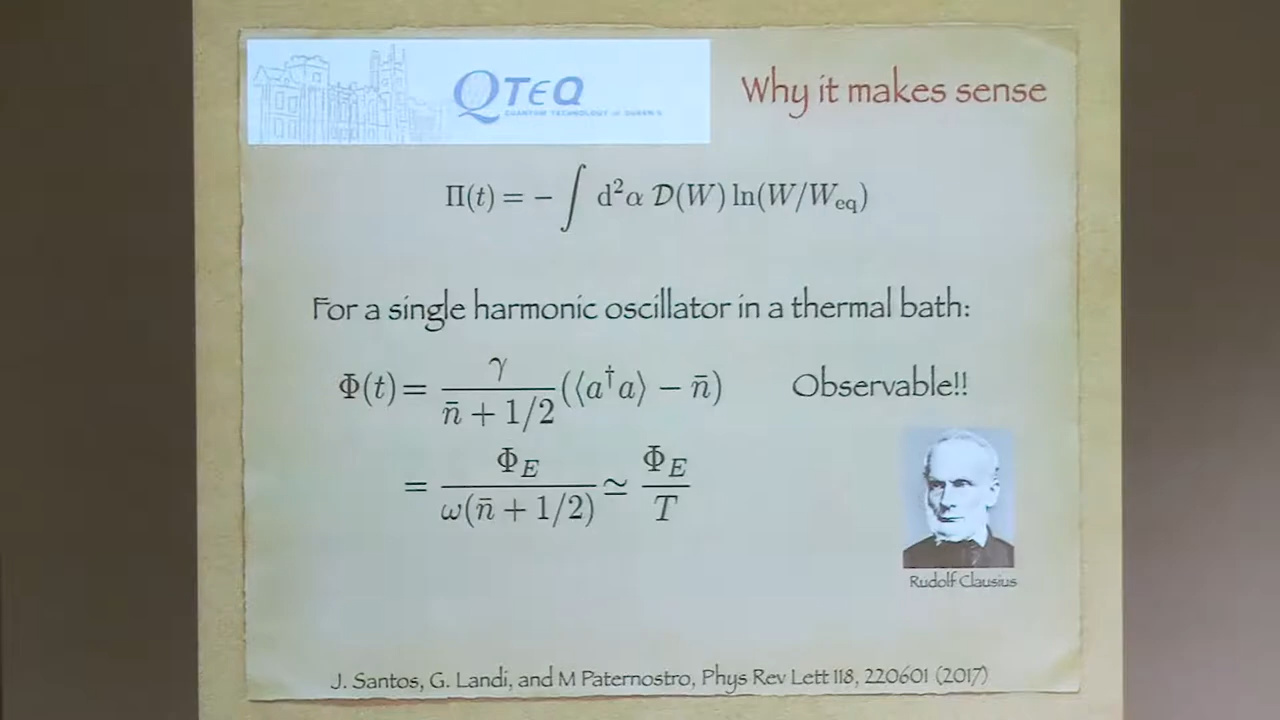 QTEQ
QUANTUM TECHNOLOGY at QUEEN'S
Why it makes sense
Π(t) = − ∫ d²α 𝒟(W) ln(W/W_eq)
For a single harmonic oscillator in a thermal bath:
Φ(t) = γ/(n̄ + 1/2) (⟨a†a⟩ − n̄) Observable!!
= Φ_E/(ω(n̄ + 1/2)) ≃ Φ_E/T
Rudolf Clausius
J. Santos, G. Landi, and M Paternostro, Phys Rev Lett 118, 220601 (2017)